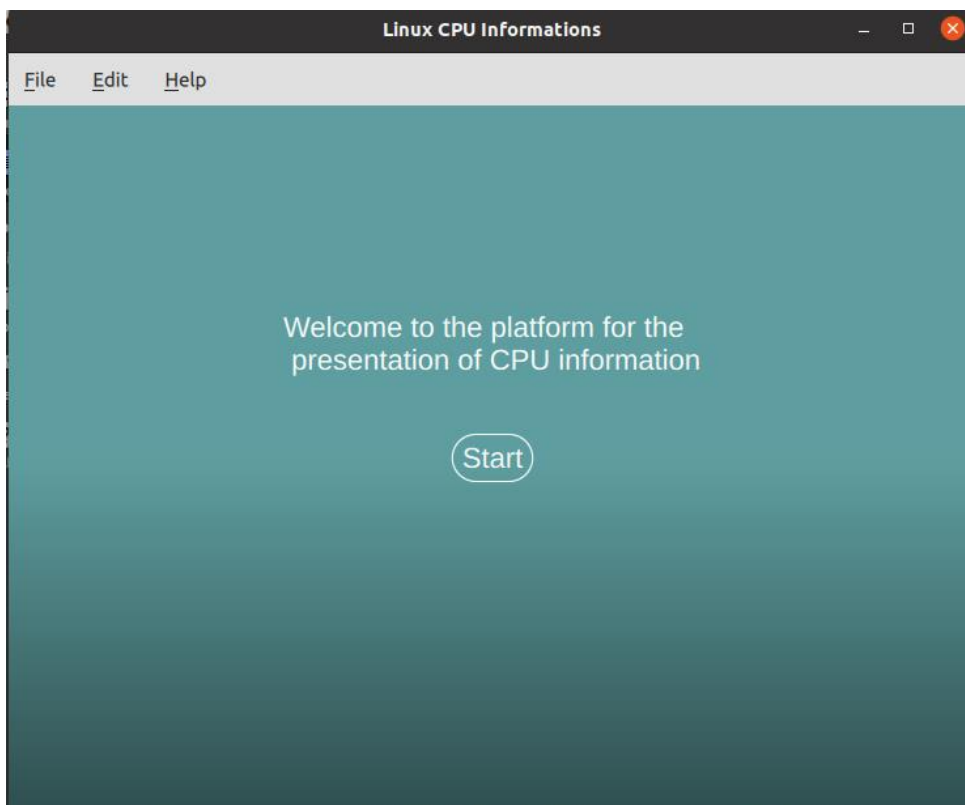 Linux CPU Informations
File Edit Help
Welcome to the platform for the
presentation of CPU information
Start